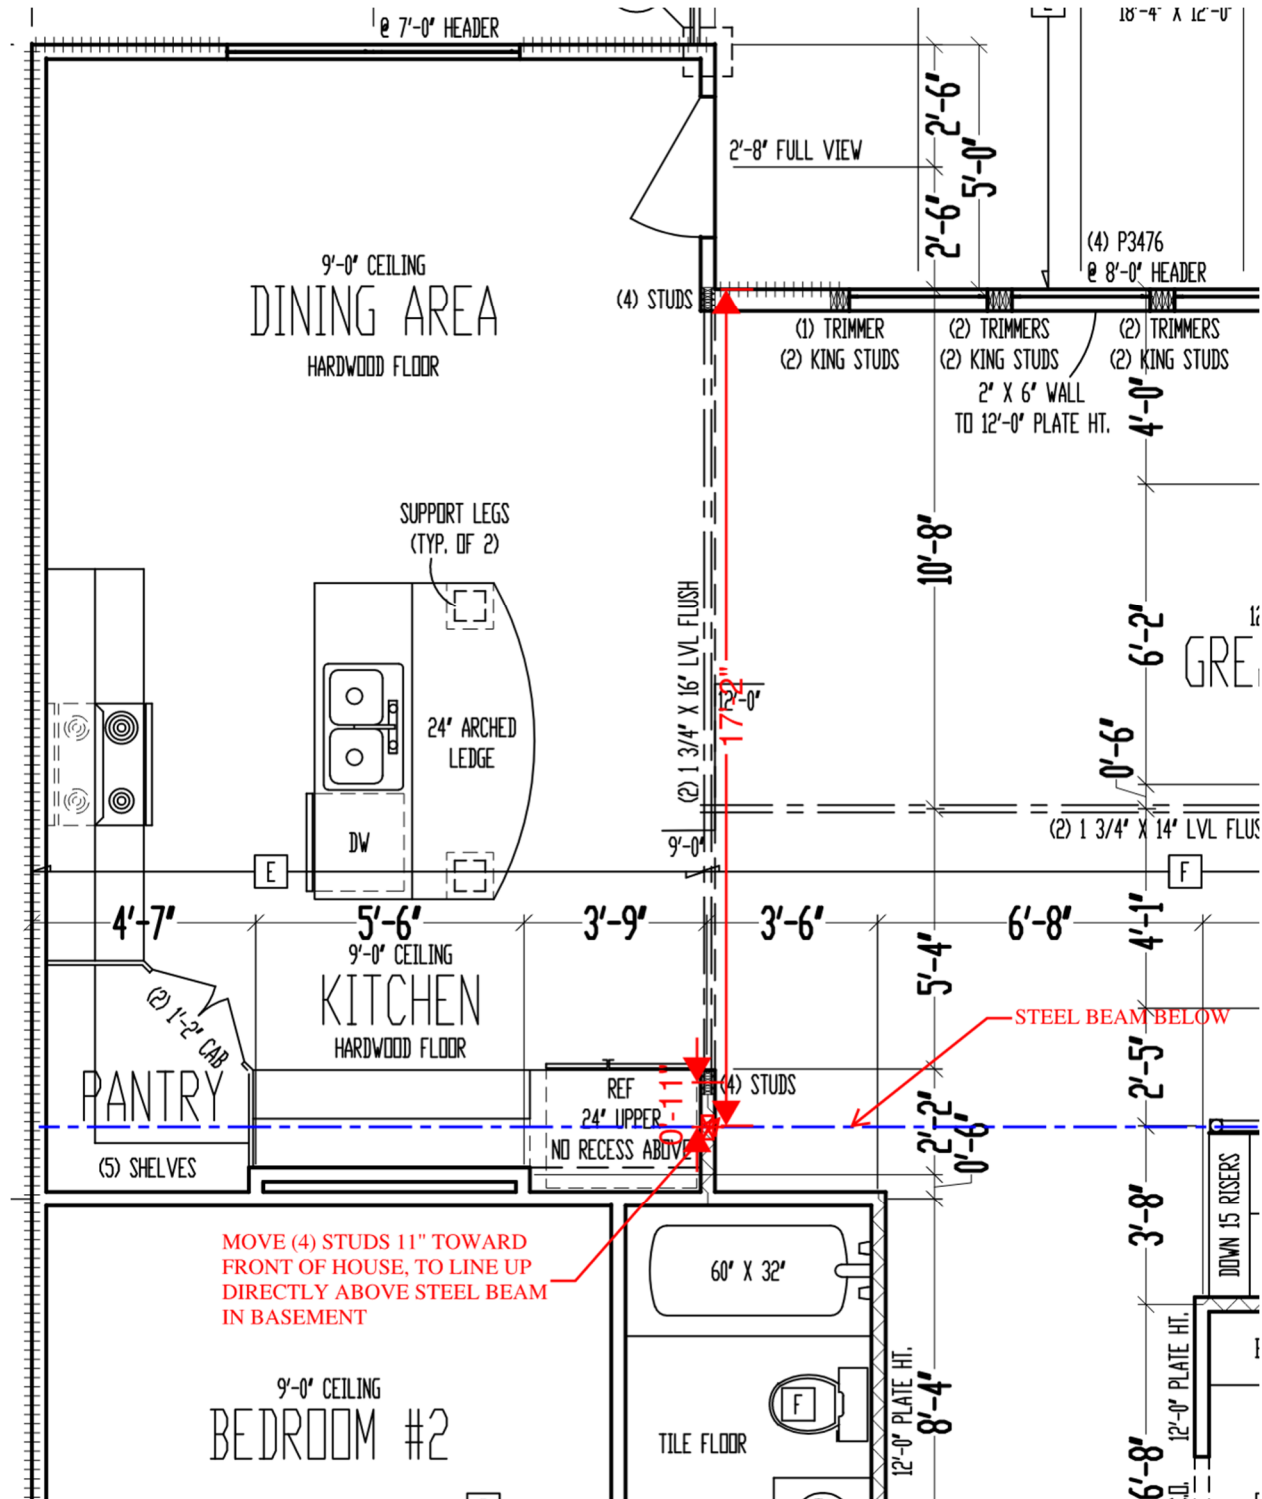 @ 7'-0" HEADER
18'-4" X 12'-0"
2'-6"
5'-0"
2'-8" FULL VIEW
2'-6"
(4) P3476
@ 8'-0" HEADER
9'-0" CEILING
DINING AREA
HARDWOOD FLOOR
(4) STUDS
(1) TRIMMER
(2) KING STUDS
(2) TRIMMERS
(2) KING STUDS
(2) TRIMMERS
(2) KING STUDS
2" X 6" WALL
TO 12'-0" PLATE HT.
4'-0"
SUPPORT LEGS
(TYP. OF 2)
10'-8"
(2) 1 3/4" X 16" LVL FLUSH
6'-2"
GRE
12'-0"
17'-2"
24" ARCHED
LEDGE
0'-6"
DW
9'-0"
(2) 1 3/4" X 14" LVL FLUS
E
F
4'-7"
5'-6"
3'-9"
3'-6"
6'-8"
4'-1"
9'-0" CEILING
KITCHEN
HARDWOOD FLOOR
5'-4"
(2) 1'-2" CAB
STEEL BEAM BELOW
PANTRY
REF
24" UPPER
NO RECESS ABOVE
0'-11"
(4) STUDS
2'-2"
0'-6"
2'-5"
(5) SHELVES
3'-8"
DOWN 15 RISERS
MOVE (4) STUDS 11" TOWARD
FRONT OF HOUSE, TO LINE UP
DIRECTLY ABOVE STEEL BEAM
IN BASEMENT
60" X 32"
9'-0" CEILING
BEDROOM #2
F
TILE FLOOR
12'-0" PLATE HT.
8'-4"
12'-0" PLATE HT.
6'-8"